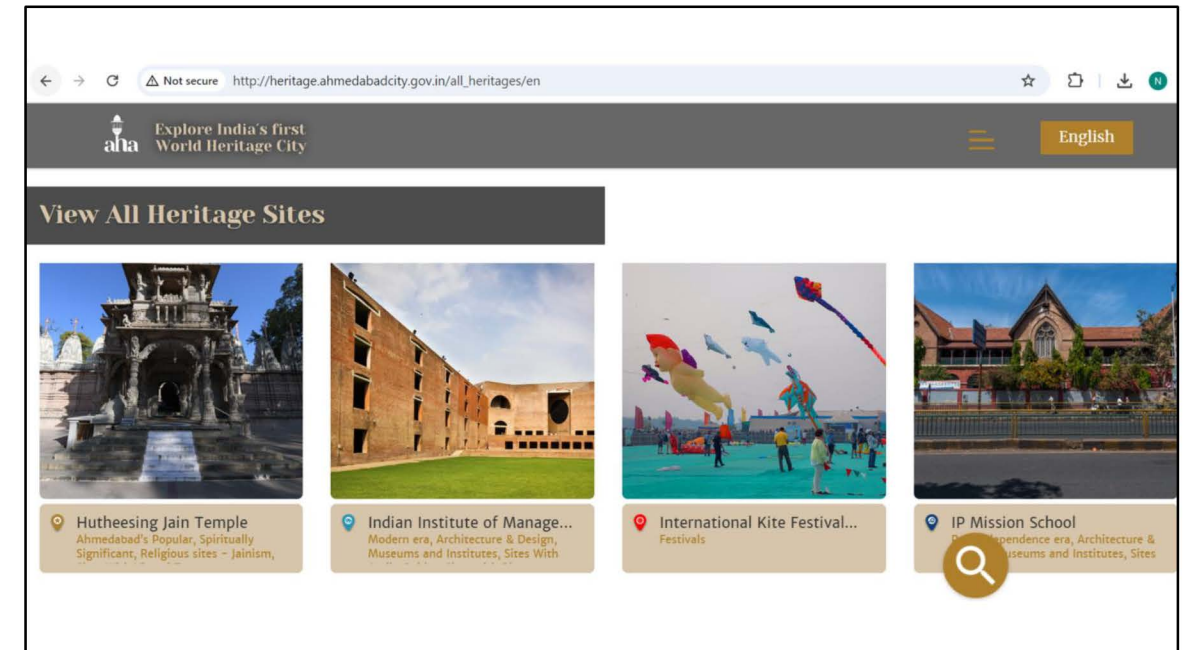 Not secure http://heritage.ahmedabadcity.gov.in/all_heritages/en
N
aha
Explore India's first
World Heritage City
English
View All Heritage Sites
Hutheesing Jain Temple
Ahmedabad's Popular, Spiritually
Significant, Religious sites - Jainism,
Indian Institute of Manage...
Modern era, Architecture & Design,
Museums and Institutes, Sites With
International Kite Festival...
Festivals
IP Mission School
ependence era, Architecture &
useums and Institutes, Sites